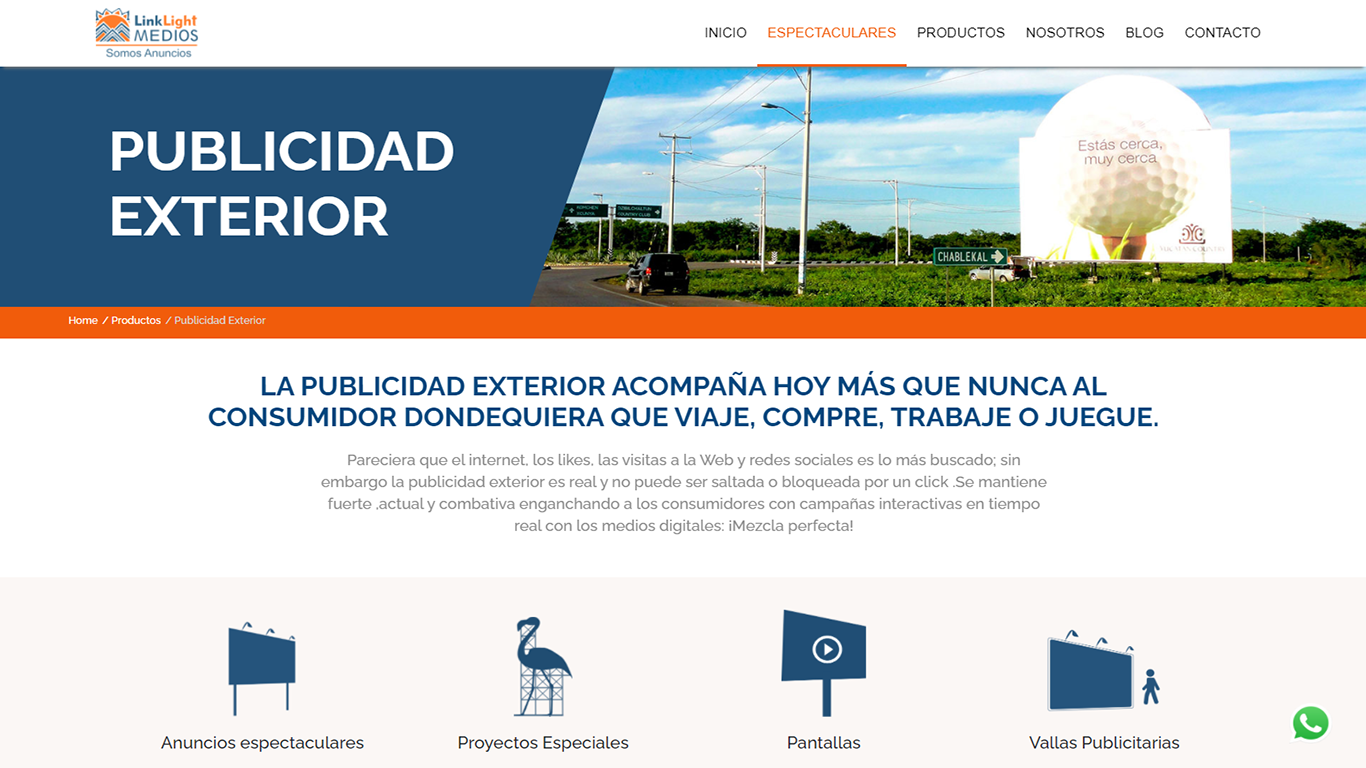 LinkLight
MEDIOS
Somos Anuncios
INICIO
ESPECTACULARES
PRODUCTOS
NOSOTROS
BLOG
CONTACTO
PUBLICIDAD
EXTERIOR
Estás cerca,
muy cerca
COUNTRY CLUB
CHABLEKAL
Home / Productos / Publicidad Exterior
LA PUBLICIDAD EXTERIOR ACOMPAÑA HOY MÁS QUE NUNCA AL
CONSUMIDOR DONDEQUIERA QUE VIAJE, COMPRE, TRABAJE O JUEGUE.
Pareciera que el internet, los likes, las visitas a la Web y redes sociales es lo más buscado; sin
embargo la publicidad exterior es real y no puede ser saltada o bloqueada por un click .Se mantiene
fuerte ,actual y combativa enganchando a los consumidores con campañas interactivas en tiempo
real con los medios digitales: ¡Mezcla perfecta!
Anuncios espectaculares
Proyectos Especiales
Pantallas
Vallas Publicitarias